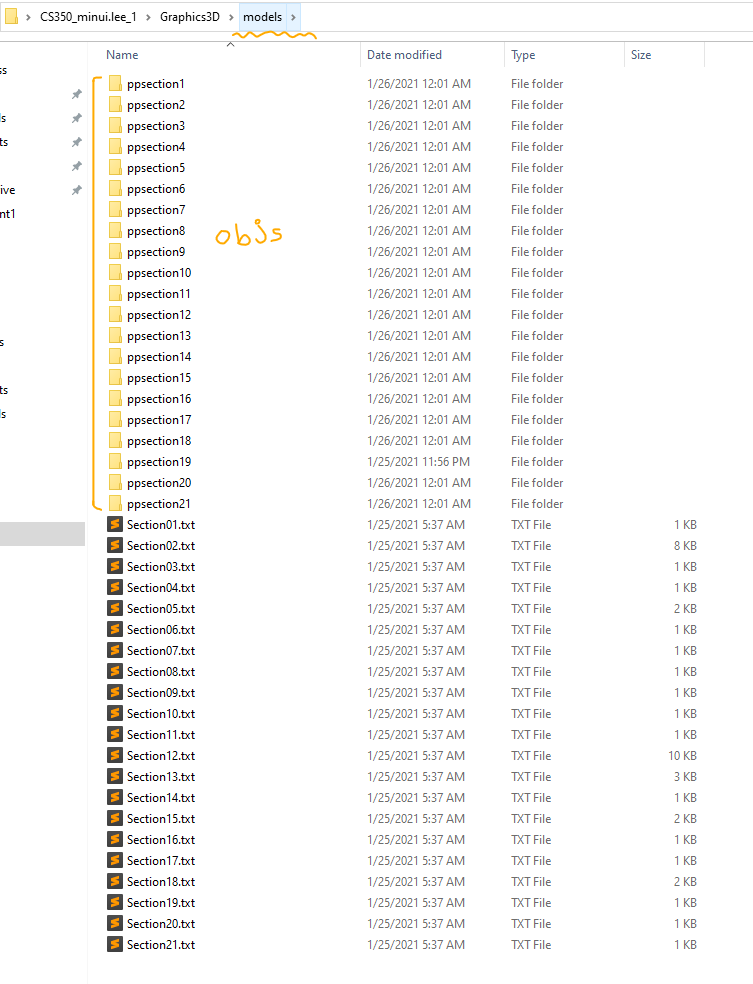 CS350_minui.lee_1 > Graphics3D > models >
Name Date modified Type Size
ss
ppsection1 1/26/2021 12:01 AM File folder
ppsection2 1/26/2021 12:01 AM File folder
ls ppsection3 1/26/2021 12:01 AM File folder
ts ppsection4 1/26/2021 12:01 AM File folder
ppsection5 1/26/2021 12:01 AM File folder
ive ppsection6 1/26/2021 12:01 AM File folder
nt1 ppsection7 1/26/2021 12:01 AM File folder
ppsection8 1/26/2021 12:01 AM File folder
objs
ppsection9 1/26/2021 12:01 AM File folder
ppsection10 1/26/2021 12:01 AM File folder
ppsection11 1/26/2021 12:01 AM File folder
ppsection12 1/26/2021 12:01 AM File folder
s ppsection13 1/26/2021 12:01 AM File folder
ppsection14 1/26/2021 12:01 AM File folder
ppsection15 1/26/2021 12:01 AM File folder
ts ppsection16 1/26/2021 12:01 AM File folder
ls ppsection17 1/26/2021 12:01 AM File folder
ppsection18 1/26/2021 12:01 AM File folder
ppsection19 1/25/2021 11:56 PM File folder
ppsection20 1/26/2021 12:01 AM File folder
ppsection21 1/26/2021 12:01 AM File folder
Section01.txt 1/25/2021 5:37 AM TXT File 1 KB
Section02.txt 1/25/2021 5:37 AM TXT File 8 KB
Section03.txt 1/25/2021 5:37 AM TXT File 1 KB
Section04.txt 1/25/2021 5:37 AM TXT File 1 KB
Section05.txt 1/25/2021 5:37 AM TXT File 2 KB
Section06.txt 1/25/2021 5:37 AM TXT File 1 KB
Section07.txt 1/25/2021 5:37 AM TXT File 1 KB
Section08.txt 1/25/2021 5:37 AM TXT File 1 KB
Section09.txt 1/25/2021 5:37 AM TXT File 1 KB
Section10.txt 1/25/2021 5:37 AM TXT File 1 KB
Section11.txt 1/25/2021 5:37 AM TXT File 1 KB
Section12.txt 1/25/2021 5:37 AM TXT File 10 KB
Section13.txt 1/25/2021 5:37 AM TXT File 3 KB
Section14.txt 1/25/2021 5:37 AM TXT File 1 KB
Section15.txt 1/25/2021 5:37 AM TXT File 2 KB
Section16.txt 1/25/2021 5:37 AM TXT File 1 KB
Section17.txt 1/25/2021 5:37 AM TXT File 1 KB
Section18.txt 1/25/2021 5:37 AM TXT File 2 KB
Section19.txt 1/25/2021 5:37 AM TXT File 1 KB
Section20.txt 1/25/2021 5:37 AM TXT File 1 KB
Section21.txt 1/25/2021 5:37 AM TXT File 1 KB